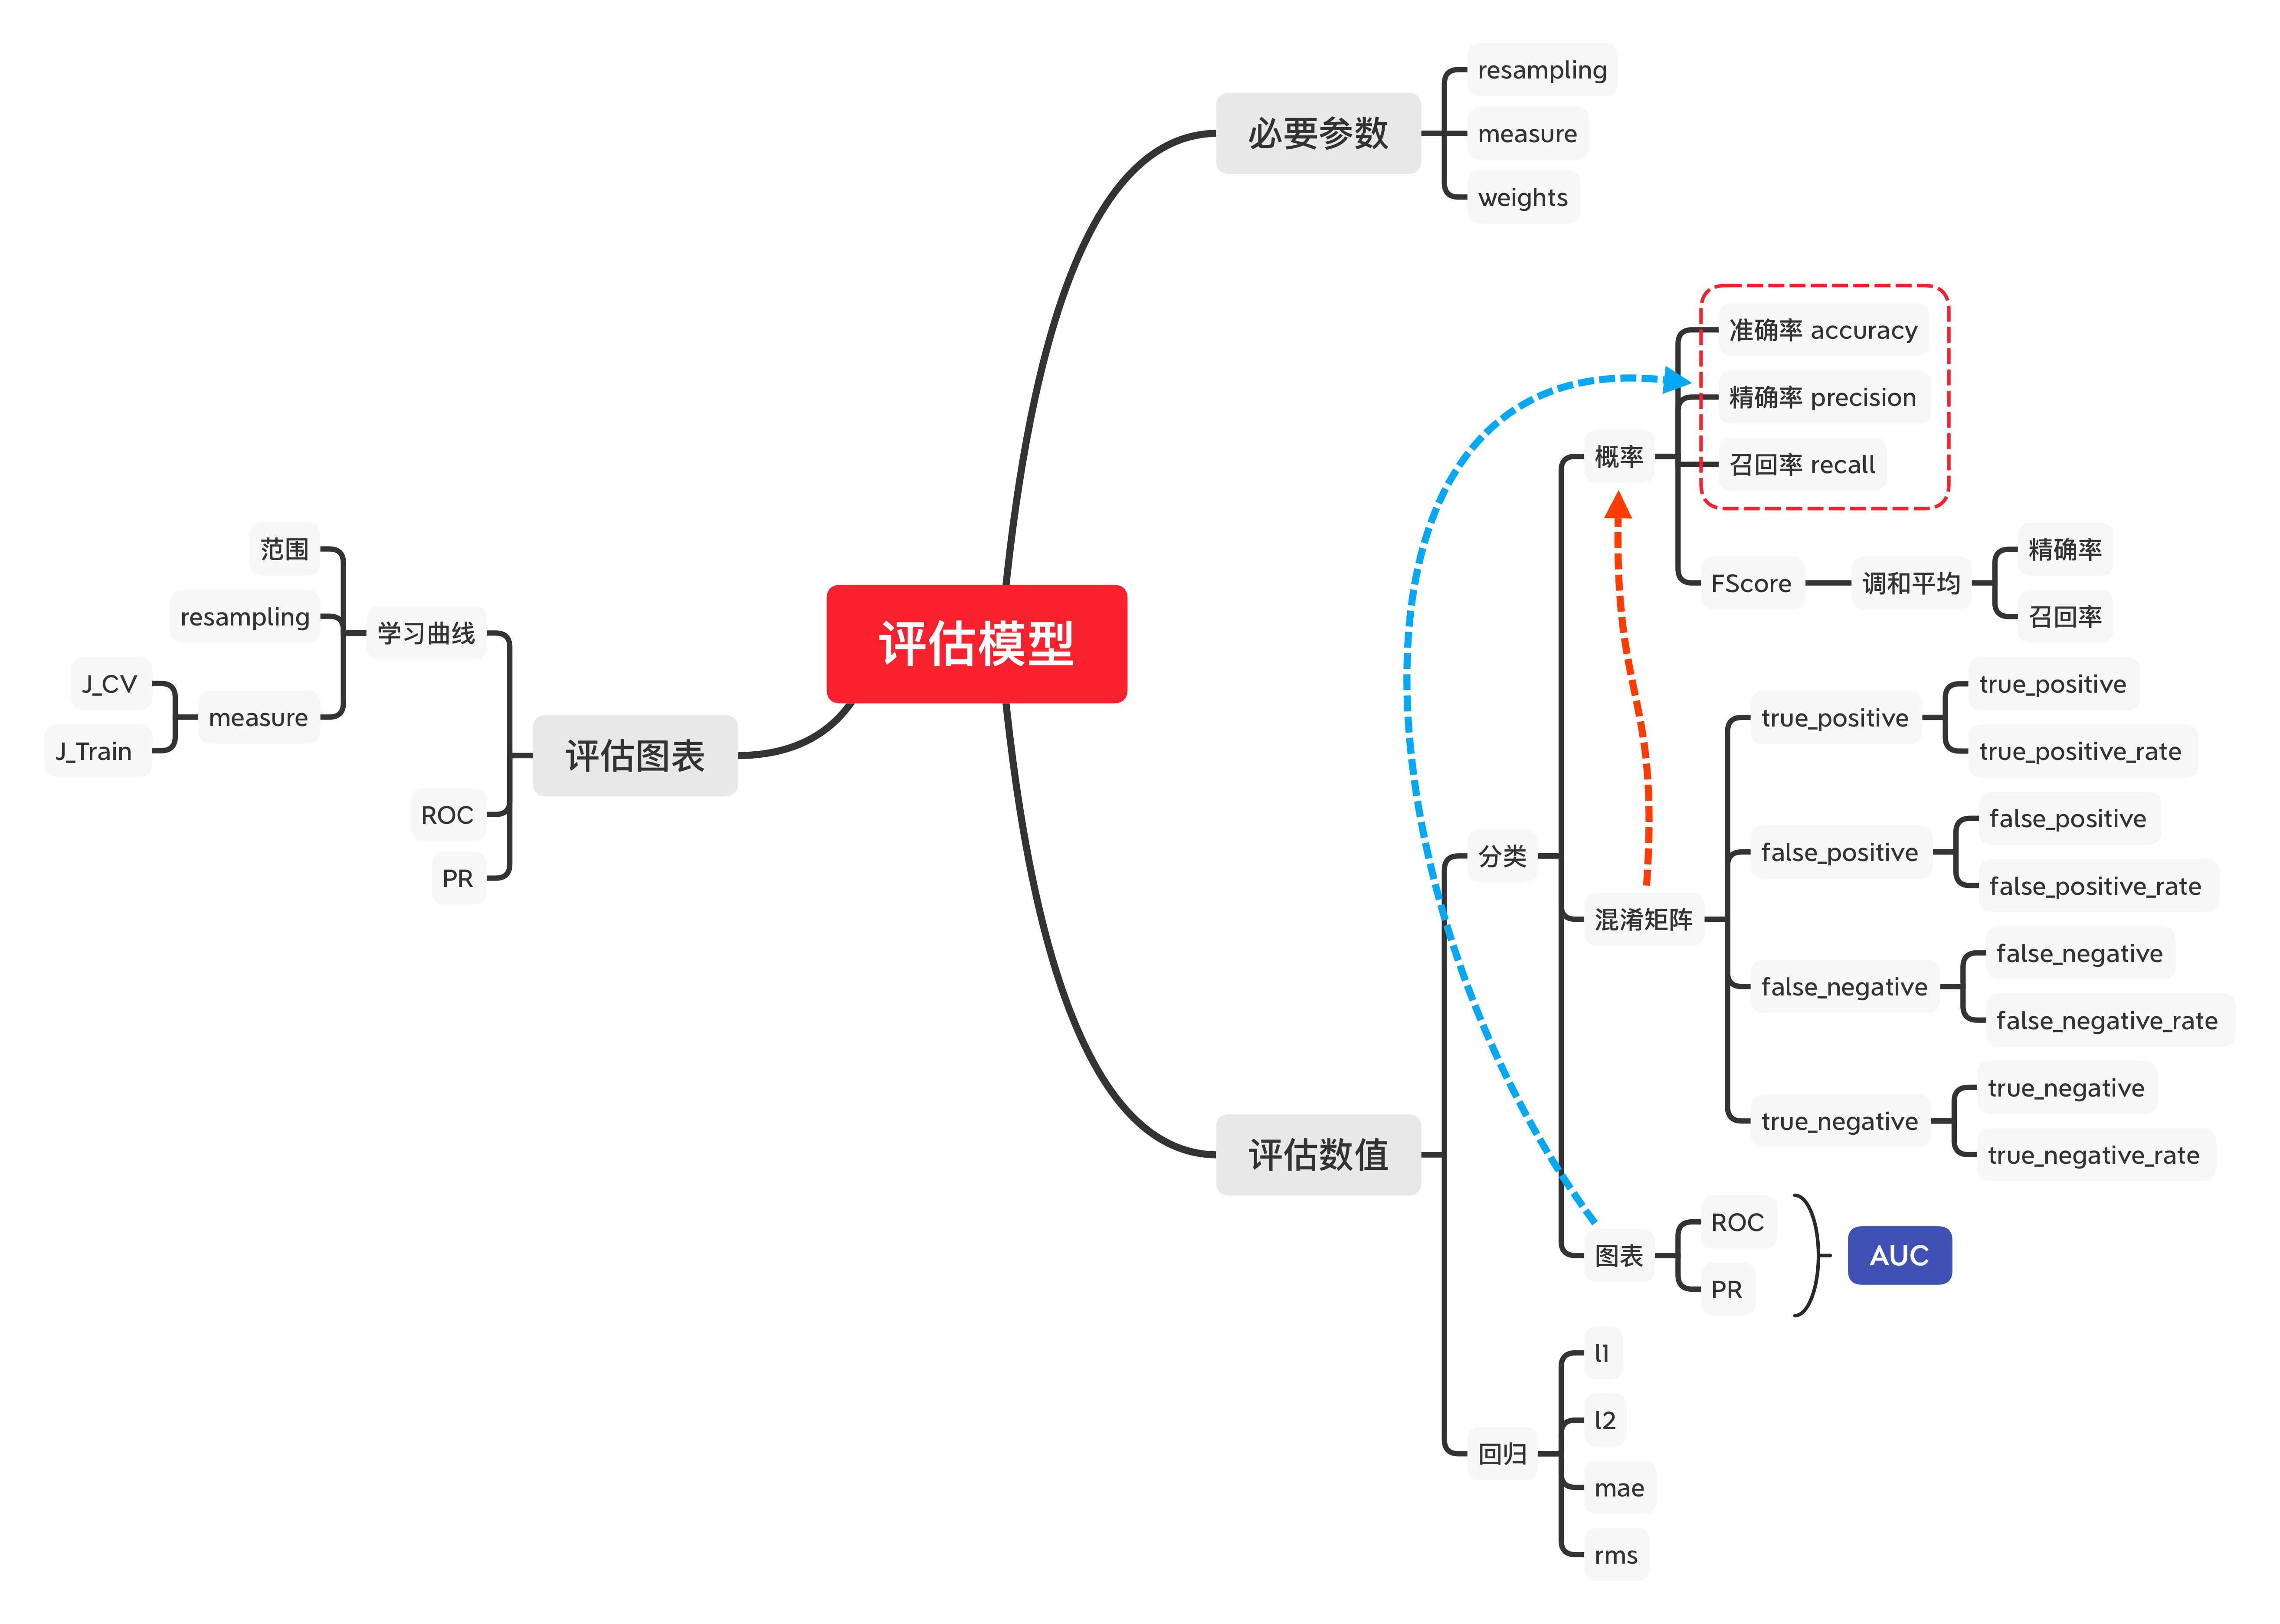 评估模型
必要参数
resampling
measure
weights
评估数值
分类
概率
准确率 accuracy
精确率 precision
召回率 recall
FScore
调和平均
精确率
召回率
混淆矩阵
true_positive
true_positive
true_positive_rate
false_positive
false_positive
false_positive_rate
false_negative
false_negative
false_negative_rate
true_negative
true_negative
true_negative_rate
图表
ROC
PR
AUC
回归
l1
l2
mae
rms
评估图表
学习曲线
范围
resampling
measure
J_CV
J_Train
ROC
PR